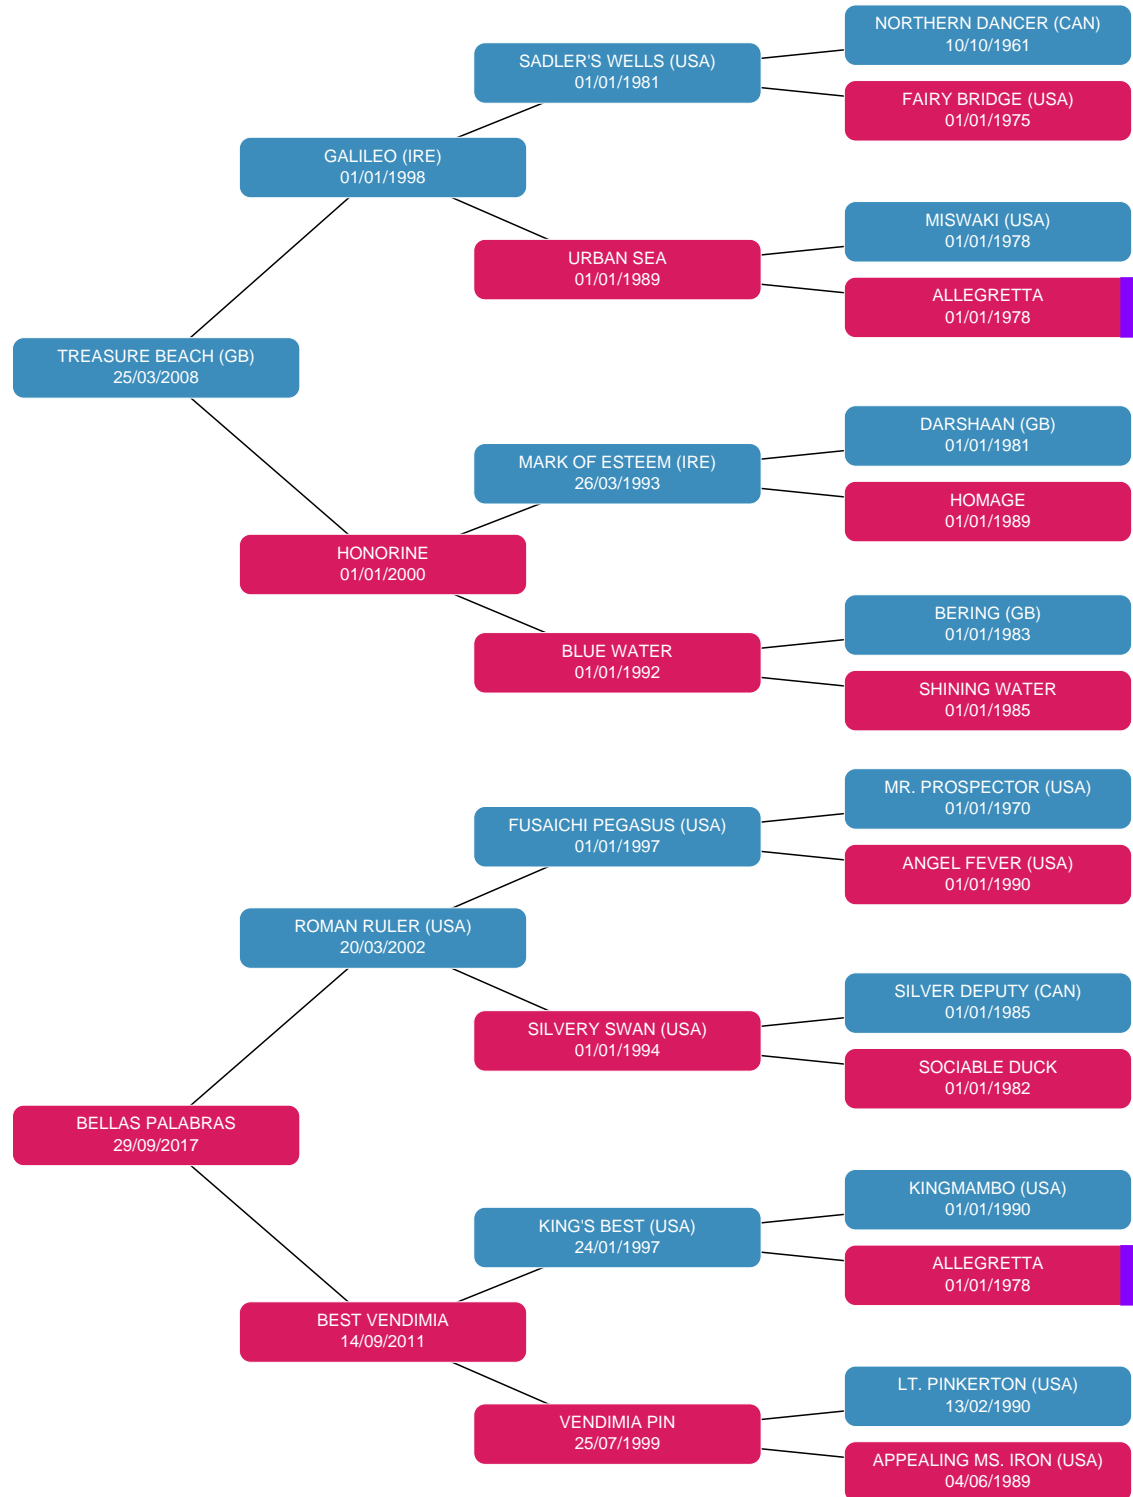 NORTHERN DANCER (CAN)
10/10/1961
SADLER'S WELLS (USA)
01/01/1981
FAIRY BRIDGE (USA)
01/01/1975
GALILEO (IRE)
01/01/1998
MISWAKI (USA)
01/01/1978
URBAN SEA
01/01/1989
ALLEGRETTA
01/01/1978
TREASURE BEACH (GB)
25/03/2008
DARSHAAN (GB)
01/01/1981
MARK OF ESTEEM (IRE)
26/03/1993
HOMAGE
01/01/1989
HONORINE
01/01/2000
BERING (GB)
01/01/1983
BLUE WATER
01/01/1992
SHINING WATER
01/01/1985
MR. PROSPECTOR (USA)
01/01/1970
FUSAICHI PEGASUS (USA)
01/01/1997
ANGEL FEVER (USA)
01/01/1990
ROMAN RULER (USA)
20/03/2002
SILVER DEPUTY (CAN)
01/01/1985
SILVERY SWAN (USA)
01/01/1994
SOCIABLE DUCK
01/01/1982
BELLAS PALABRAS
29/09/2017
KINGMAMBO (USA)
01/01/1990
KING'S BEST (USA)
24/01/1997
ALLEGRETTA
01/01/1978
BEST VENDIMIA
14/09/2011
LT. PINKERTON (USA)
13/02/1990
VENDIMIA PIN
25/07/1999
APPEALING MS. IRON (USA)
04/06/1989